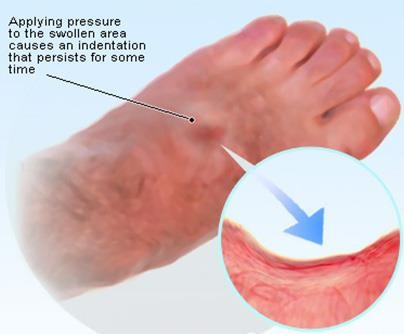 Applying pressure
to the swollen area
causes an indentation
that persists for some
time